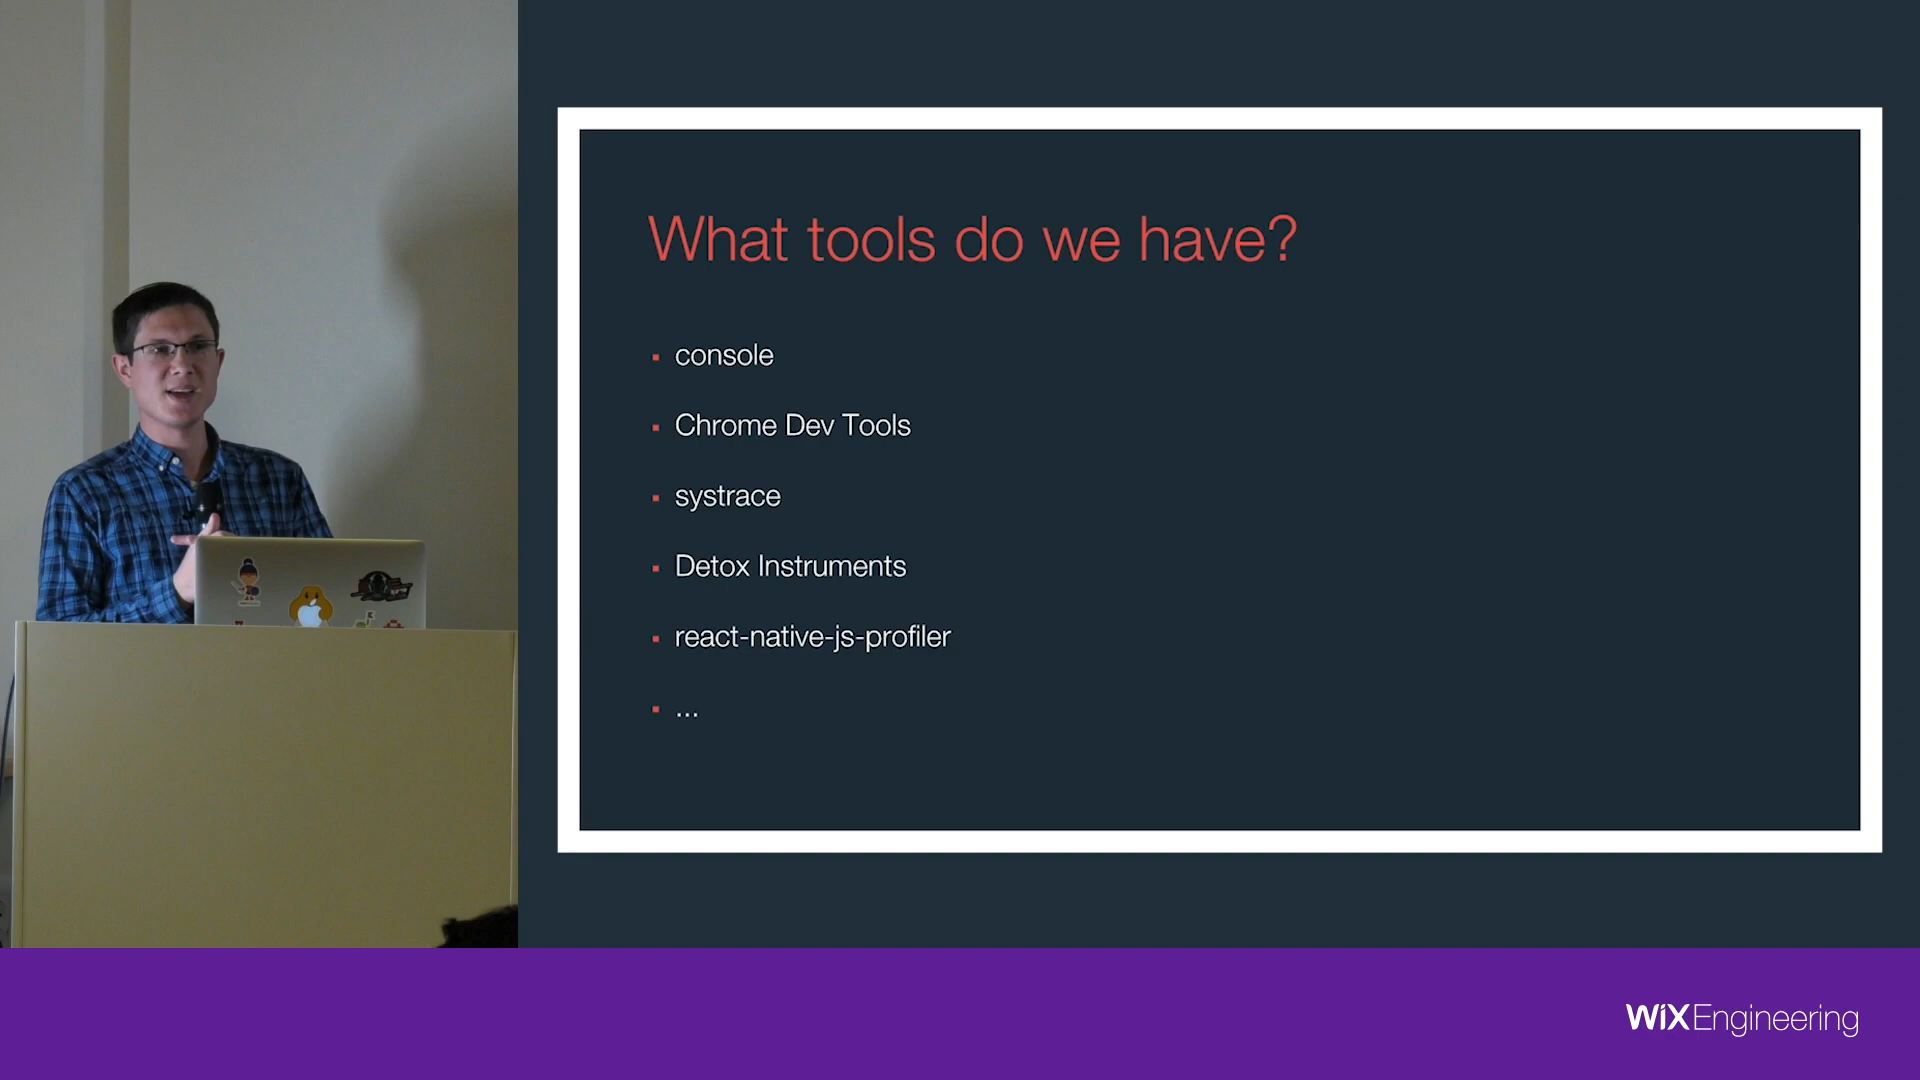 What tools do we have?
console
Chrome Dev Tools
systrace
Detox Instruments
react-native-js-profiler
...
WiX Engineering